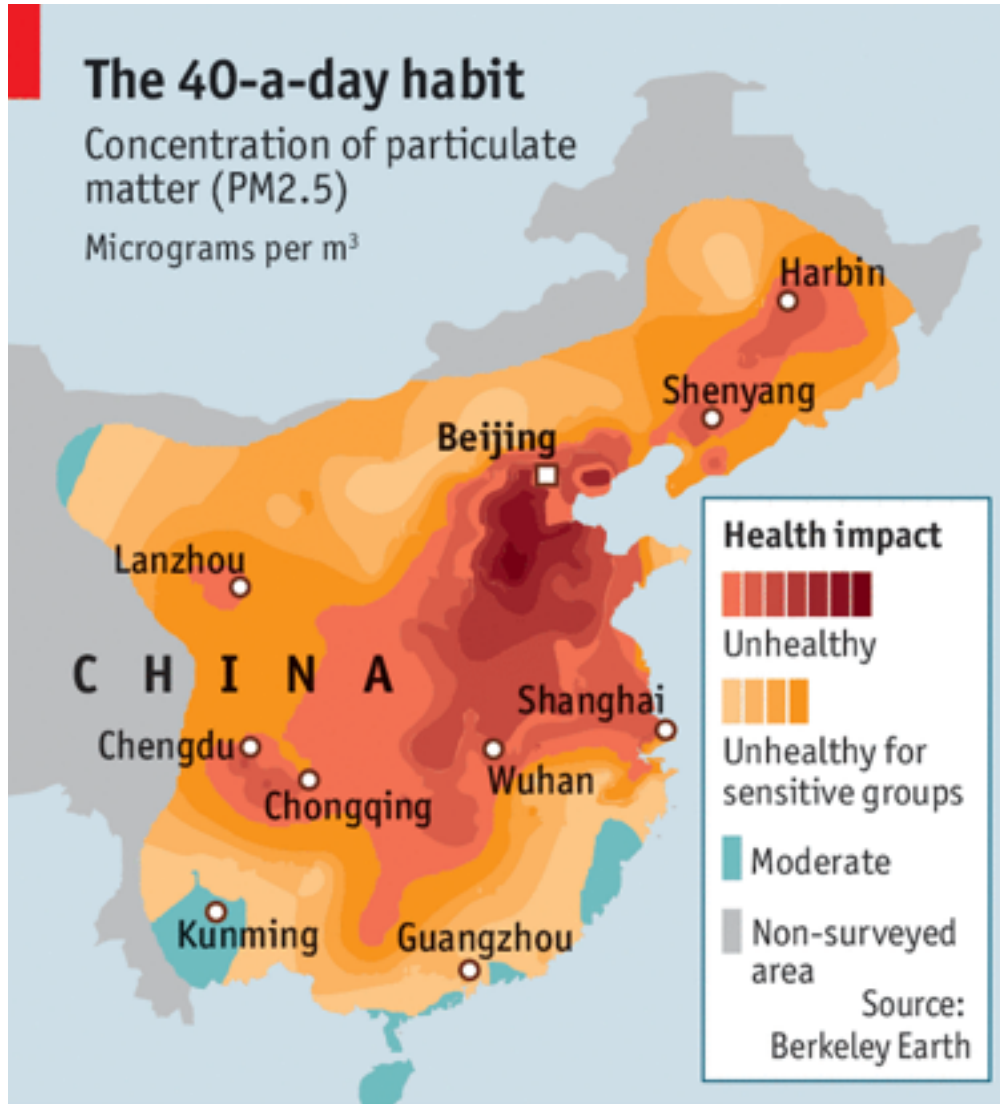 The 40-a-day habit
Concentration of particulate
matter (PM2.5)
Micrograms per m³
Harbin
Shenyang
Beijing
Lanzhou
CHINA
Shanghai
Chengdu
Wuhan
Chongqing
Kunming
Guangzhou
Health impact
Unhealthy
Unhealthy for
sensitive groups
Moderate
Non-surveyed
area
Source:
Berkeley Earth